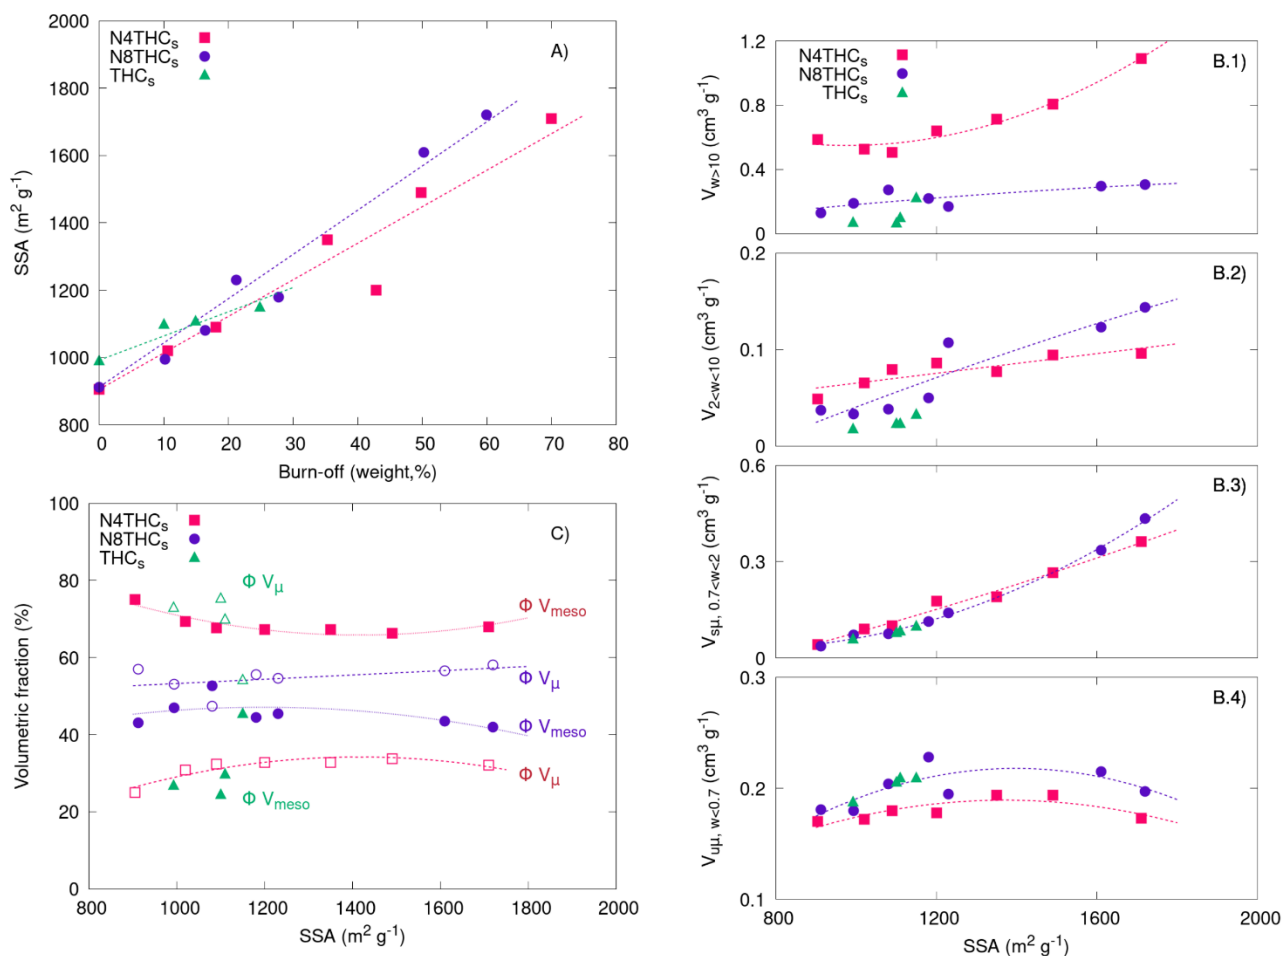 A)
N4THCs
N8THCs
THCs
2000
1800
1600
1400
1200
1000
800
SSA (m² g⁻¹)
0 10 20 30 40 50 60 70 80
Burn-off (weight,%)
C)
N4THCs
N8THCs
THCs
100
80
60
40
20
0
Volumetric fraction (%)
Φ Vμ
Φ Vmeso
Φ Vμ
Φ Vmeso
Φ Vμ
Φ Vmeso
800 1000 1200 1400 1600 1800 2000
SSA (m² g⁻¹)
B.1)
N4THCs
N8THCs
THCs
1.2
0.8
0.4
0
Vw>10 (cm³ g⁻¹)
B.2)
0.2
0.1
0
V2<w<10 (cm³ g⁻¹)
B.3)
0.6
0.3
0
Vsμ, 0.7<w<2 (cm³ g⁻¹)
B.4)
0.3
0.2
0.1
Vuμ, w<0.7 (cm³ g⁻¹)
800 1200 1600 2000
SSA (m² g⁻¹)